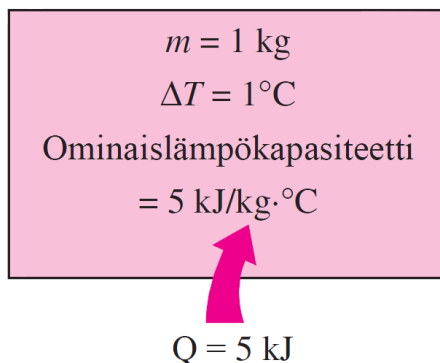 m = 1 kg
ΔT = 1°C
Ominaislämpökapasiteetti
= 5 kJ/kg·°C
Q = 5 kJ